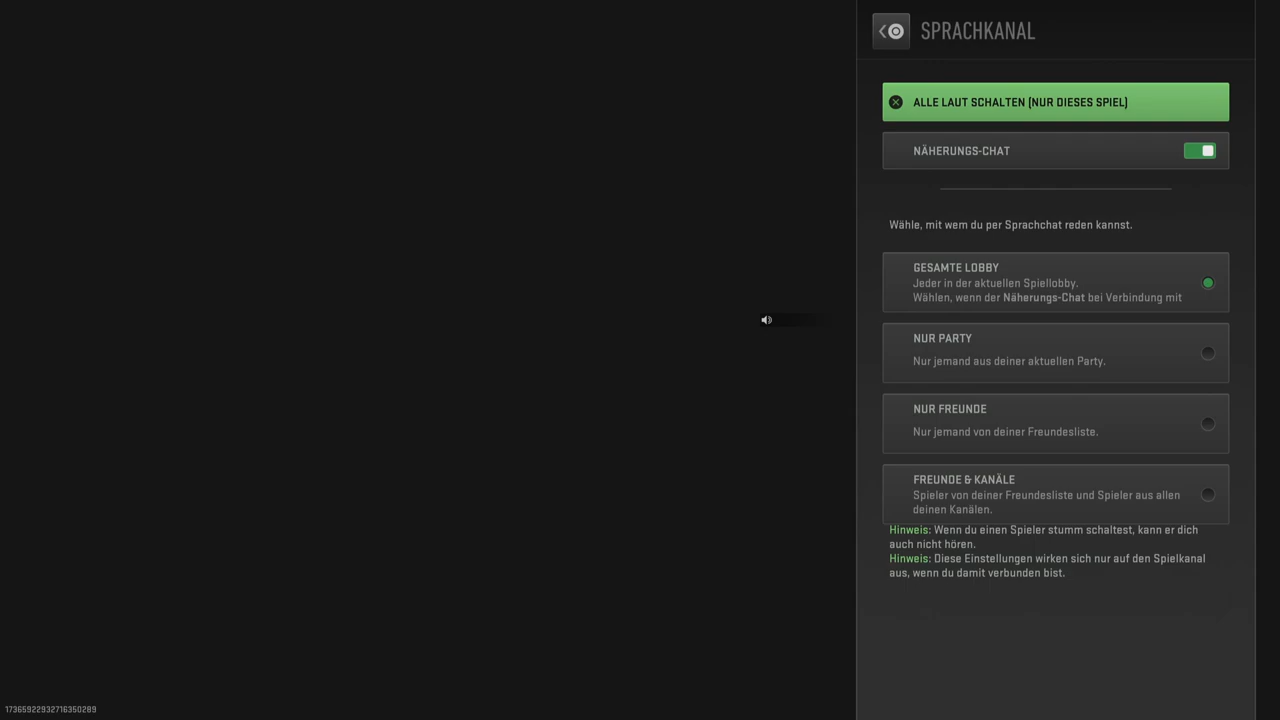 SPRACHKANAL
ALLE LAUT SCHALTEN (NUR DIESES SPIEL)
NÄHERUNGS-CHAT
Wähle, mit wem du per Sprachchat reden kannst.
GESAMTE LOBBY
Jeder in der aktuellen Spiellobby.
Wählen, wenn der Näherungs-Chat bei Verbindung mit
NUR PARTY
Nur jemand aus deiner aktuellen Party.
NUR FREUNDE
Nur jemand von deiner Freundesliste.
FREUNDE & KANÄLE
Spieler von deiner Freundesliste und Spieler aus allen
deinen Kanälen.
Hinweis: Wenn du einen Spieler stumm schaltest, kann er dich
auch nicht hören.
Hinweis: Diese Einstellungen wirken sich nur auf den Spielkanal
aus, wenn du damit verbunden bist.
17365922932716350289